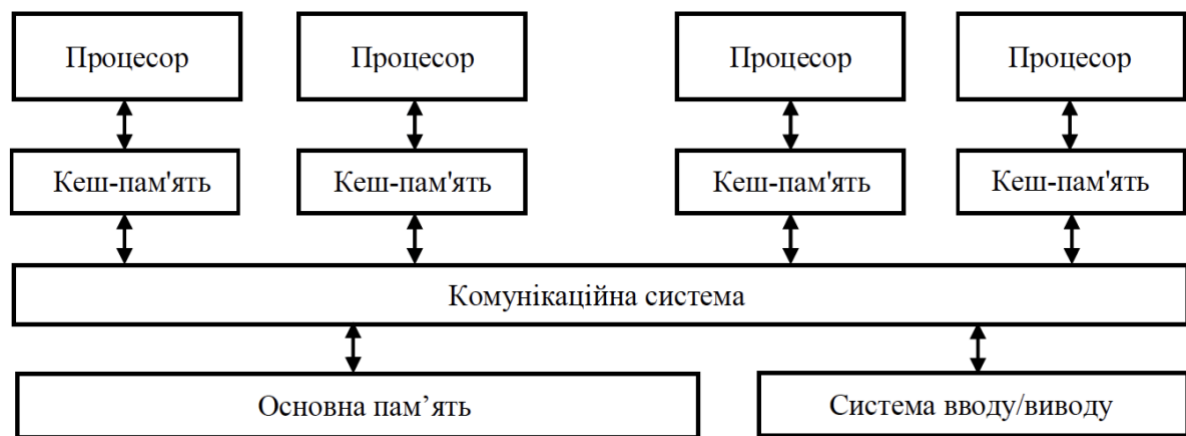 Процесор
Процесор
Процесор
Процесор
Кеш-пам'ять
Кеш-пам'ять
Кеш-пам'ять
Кеш-пам'ять
Комунікаційна система
Основна пам’ять
Система вводу/виводу